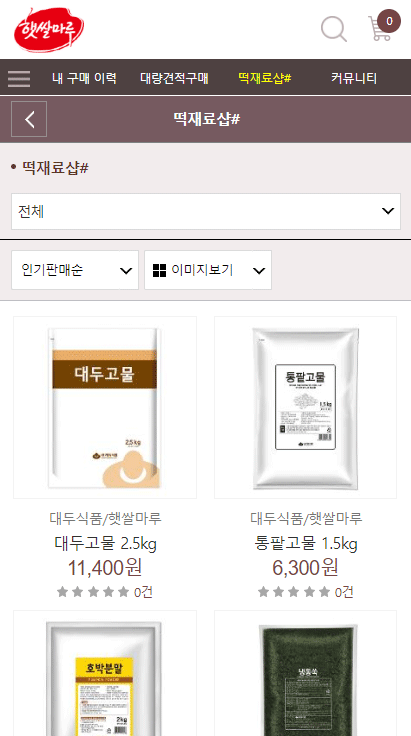 햇쌀마루
0
내 구매 이력 대량견적구매 떡재료샵# 커뮤니티
떡재료샵#
• 떡재료샵#
전체
인기판매순 이미지보기
대두고물
2.5kg
통팥고물
1.5kg
대두식품/햇쌀마루 대두식품/햇쌀마루
대두고물 2.5kg 통팥고물 1.5kg
11,400원 6,300원
★★★★★ 0건 ★★★★★ 0건
호박분말
2kg
냉동쑥